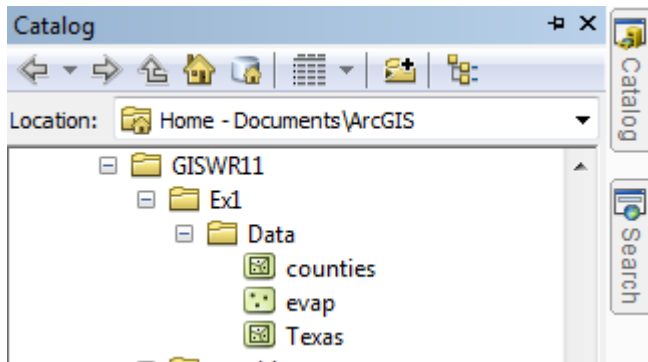 Catalog
Location: Home - Documents\ArcGIS
GISWR11
Ex1
Data
counties
evap
Texas
Catalog
Search